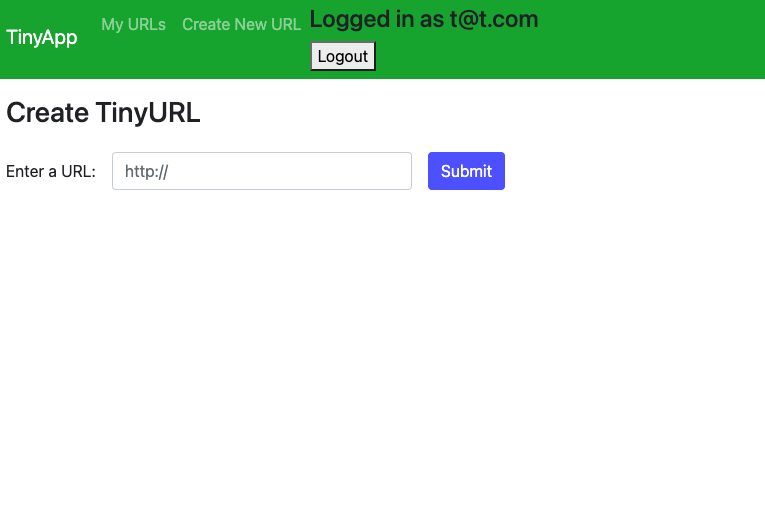 TinyApp My URLs Create New URL Logged in as t@t.com
Logout
Create TinyURL
Enter a URL: http:// Submit